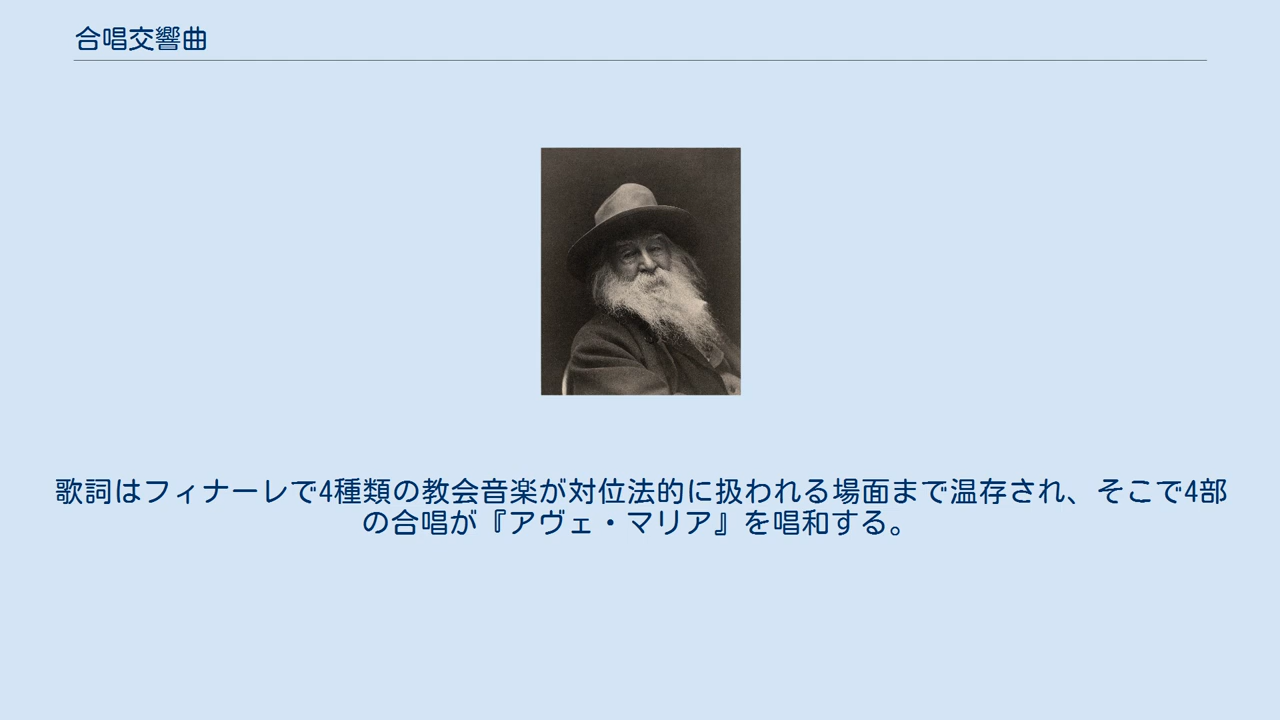 合唱交響曲
歌詞はフィナーレで4種類の教会音楽が対位法的に扱われる場面まで温存され、そこで4部
の合唱が『アヴェ・マリア』を唱和する。